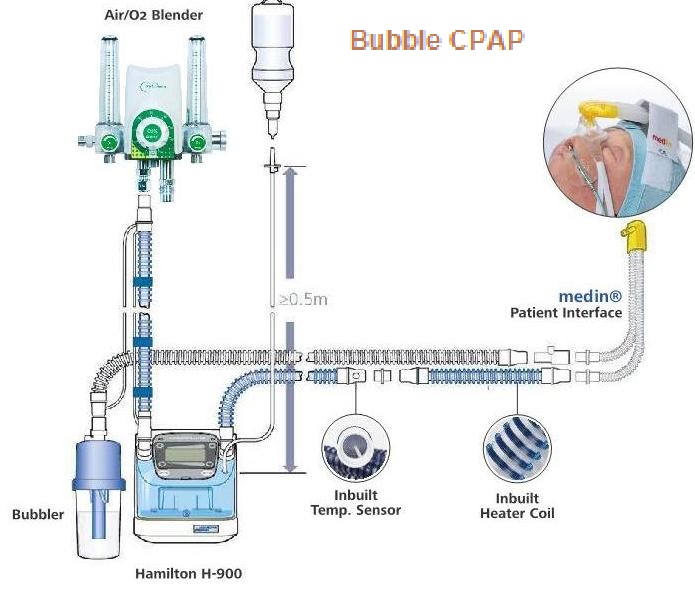 Air/O2 Blender
Bubble CPAP
≥0.5m
medin
medin®
Patient Interface
Inbuilt
Temp. Sensor
Inbuilt
Heater Coil
Bubbler
Hamilton H-900